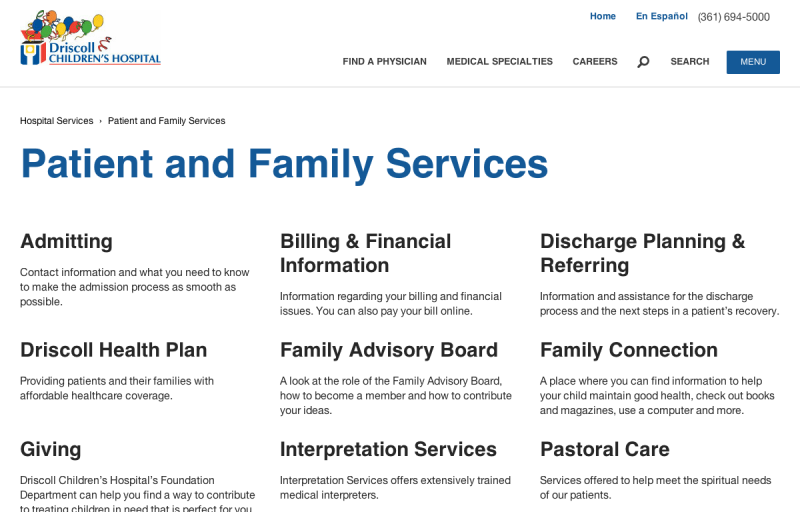 Home
En Español
(361) 694-5000
Driscoll
CHILDREN'S HOSPITAL
FIND A PHYSICIAN
MEDICAL SPECIALTIES
CAREERS
SEARCH
MENU
Hospital Services › Patient and Family Services
Patient and Family Services
Admitting
Contact information and what you need to know
to make the admission process as smooth as
possible.
Billing & Financial
Information
Information regarding your billing and financial
issues. You can also pay your bill online.
Discharge Planning &
Referring
Information and assistance for the discharge
process and the next steps in a patient's recovery.
Driscoll Health Plan
Providing patients and their families with
affordable healthcare coverage.
Family Advisory Board
A look at the role of the Family Advisory Board,
how to become a member and how to contribute
your ideas.
Family Connection
A place where you can find information to help
your child maintain good health, check out books
and magazines, use a computer and more.
Giving
Driscoll Children's Hospital's Foundation
Department can help you find a way to contribute
to treating children in need that is perfect for you
Interpretation Services
Interpretation Services offers extensively trained
medical interpreters.
Pastoral Care
Services offered to help meet the spiritual needs
of our patients.